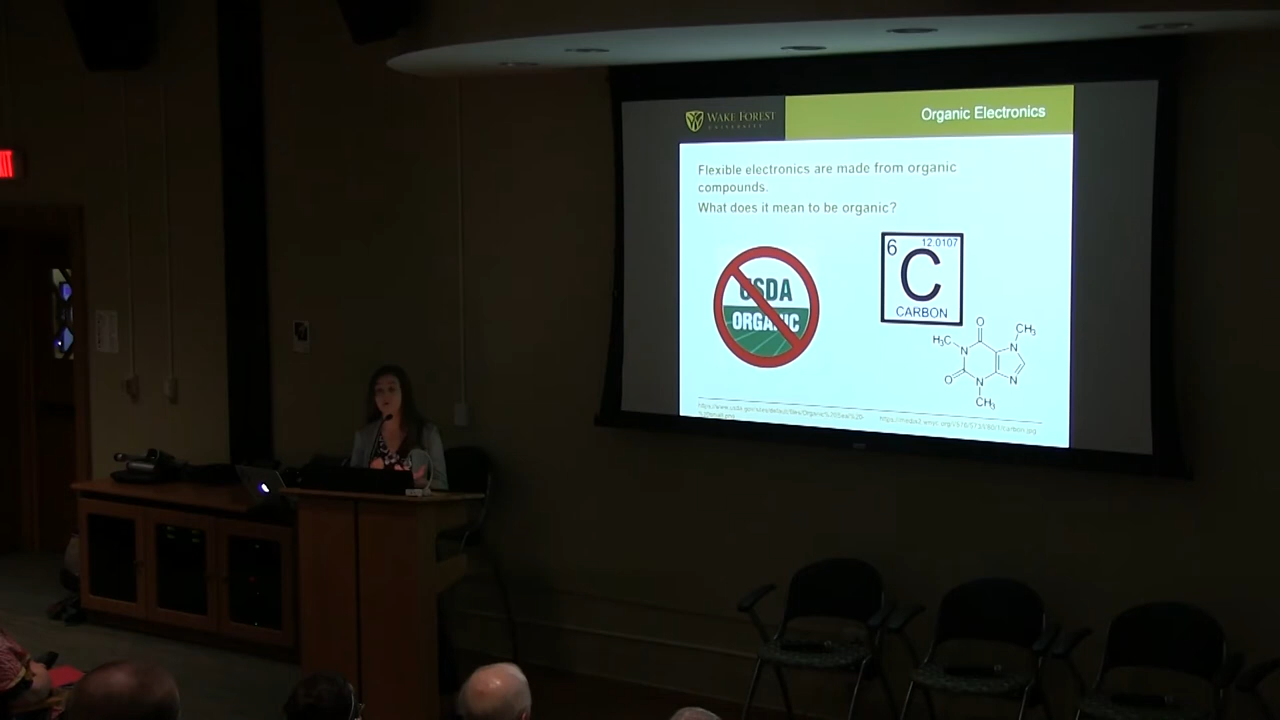 WAKE FOREST
UNIVERSITY
Organic Electronics
Flexible electronics are made from organic
compounds.
What does it mean to be organic?
USDA
ORGANIC
6
12.0107
C
CARBON
O
CH₃
H₃C
N
N
O
N
N
CH₃